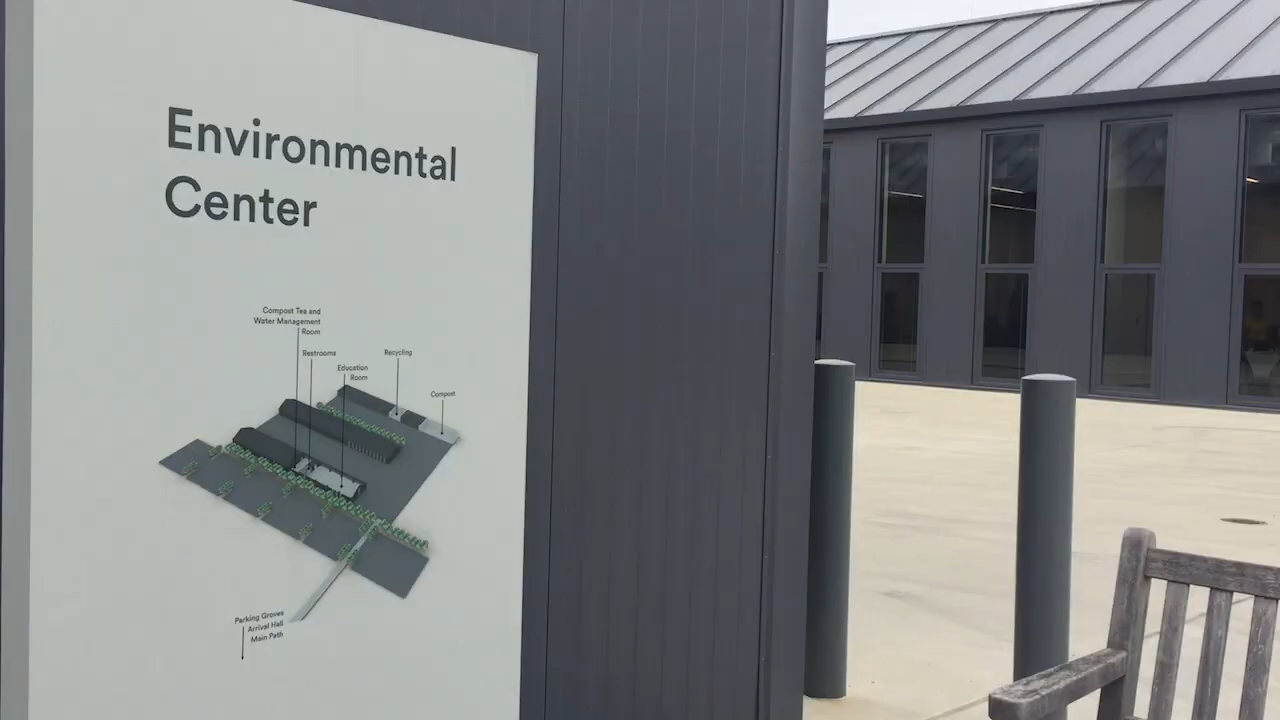 Environmental
Center
Compost Tea and
Water Management
Room
Restrooms
Recycling
Education
Room
Compost
Parking Groves
Arrival Hall
Main Path